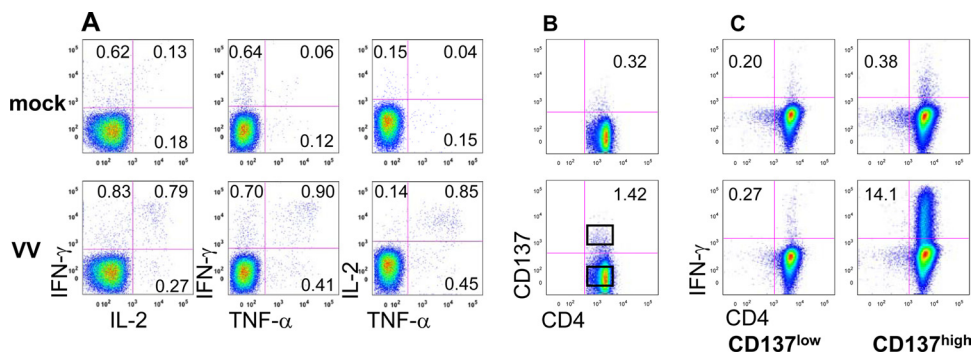 A B C
mock
0.62 0.13 0.18
0.64 0.06 0.12
0.15 0.04 0.15
0.32
0.20
0.38
VV
0.83 0.79 0.27
0.70 0.90 0.41
0.14 0.85 0.45
1.42
0.27
14.1
IFN-γ
IL-2
IFN-γ
TNF-α
IL-2
TNF-α
CD137
CD4
IFN-γ
CD4
CD137low
CD137high